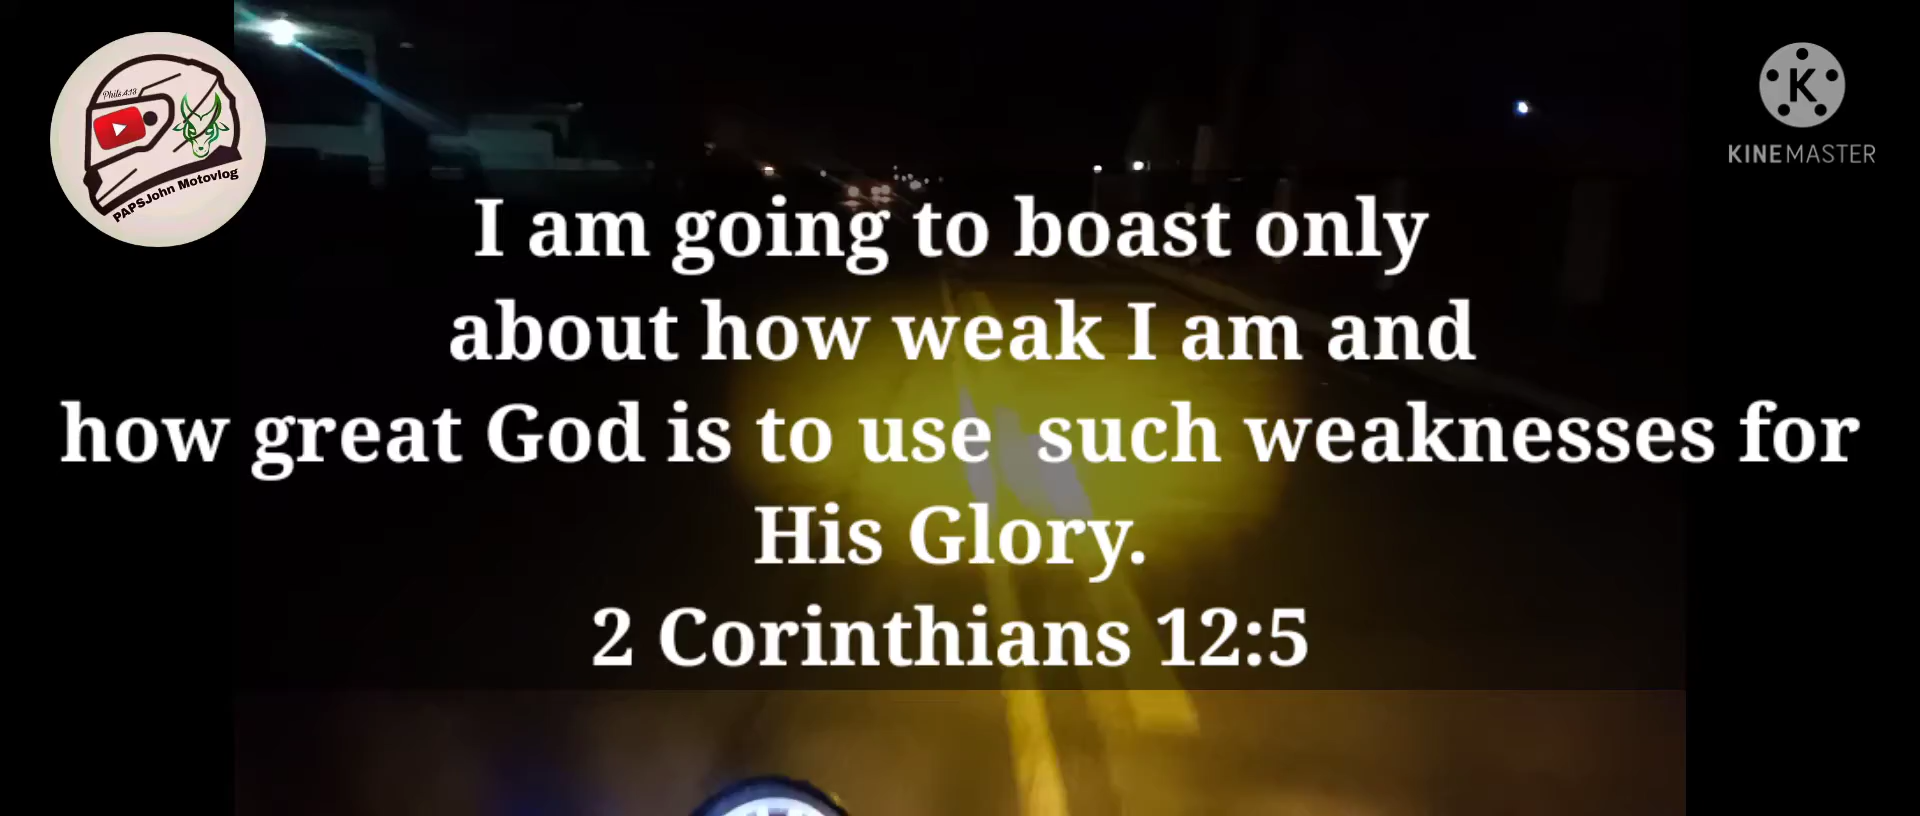 Phils.4:13
PAPSJohn Motovlog
K
KINEMASTER
I am going to boast only
about how weak I am and
how great God is to use  such weaknesses for
His Glory.
2 Corinthians 12:5